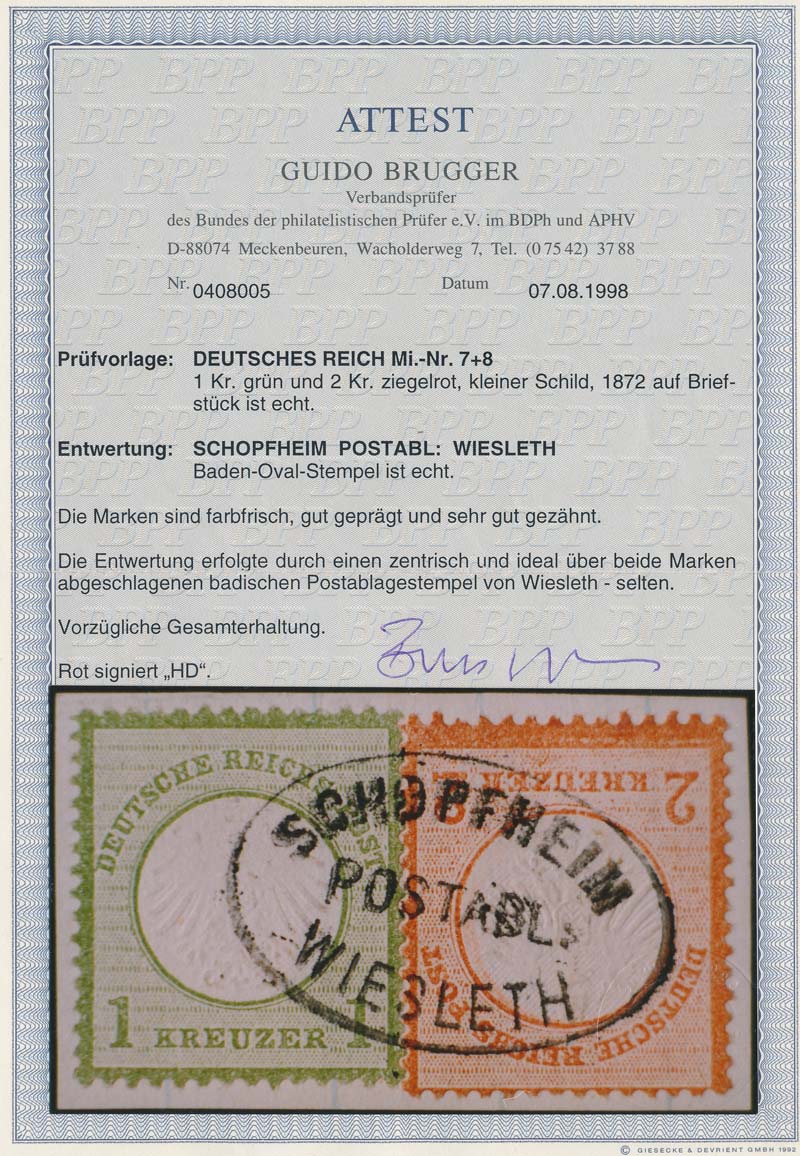 ATTEST
GUIDO BRUGGER
Verbandsprüfer
des Bundes der philatelistischen Prüfer e.V. im BDPh und APHV
D-88074 Meckenbeuren, Wacholderweg 7, Tel. (0 75 42) 37 88
Nr. 0408005 Datum 07.08.1998
Prüfvorlage: DEUTSCHES REICH Mi.-Nr. 7+8
1 Kr. grün und 2 Kr. ziegelrot, kleiner Schild, 1872 auf Brief-
stück ist echt.
Entwertung: SCHOPFHEIM POSTABL: WIESLETH
Baden-Oval-Stempel ist echt.
Die Marken sind farbfrisch, gut geprägt und sehr gut gezähnt.
Die Entwertung erfolgte durch einen zentrisch und ideal über beide Marken
abgeschlagenen badischen Postablagestempel von Wiesleth - selten.
Vorzügliche Gesamterhaltung.
Rot signiert „HD“.
DEUTSCHE REICHS POST
1 KREUZER 1
2 KREUZER 2
DEUTSCHE REICHS POST
SCHOPFHEIM
POSTABL:
WIESLETH
© GIESECKE & DEVRIENT GMBH 1992